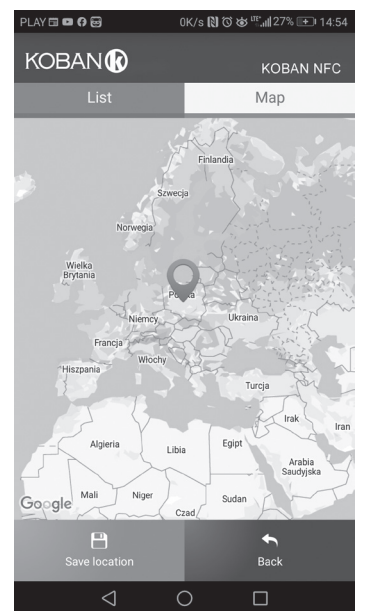 PLAY 0K/s LTE+ 27% 14:54
KOBAN K
KOBAN NFC
List Map
Finlandia
Szwecja
Norwegia
Wielka
Brytania
Polska
Niemcy Ukraina
Francja
Włochy
Hiszpania
Turcja
Irak
Iran
Algieria Libia Egipt
Arabia
Saudyjska
Google Mali Niger Sudan
Czad
Save location Back